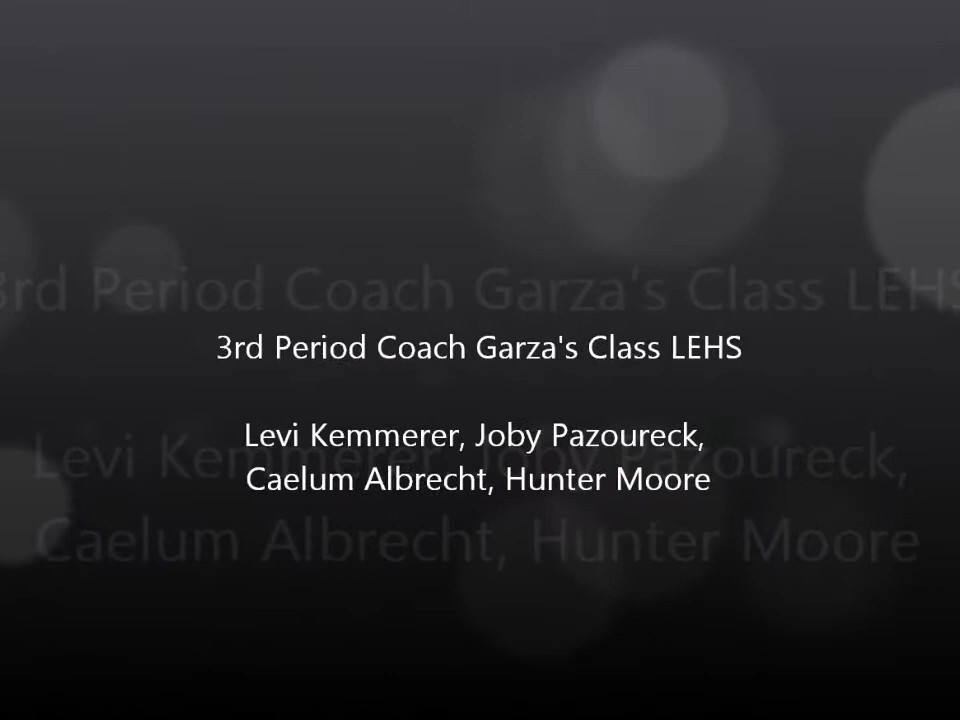 3rd Period Coach Garza's Class LEHS
Levi Kemmerer, Joby Pazoureck,
Caelum Albrecht, Hunter Moore